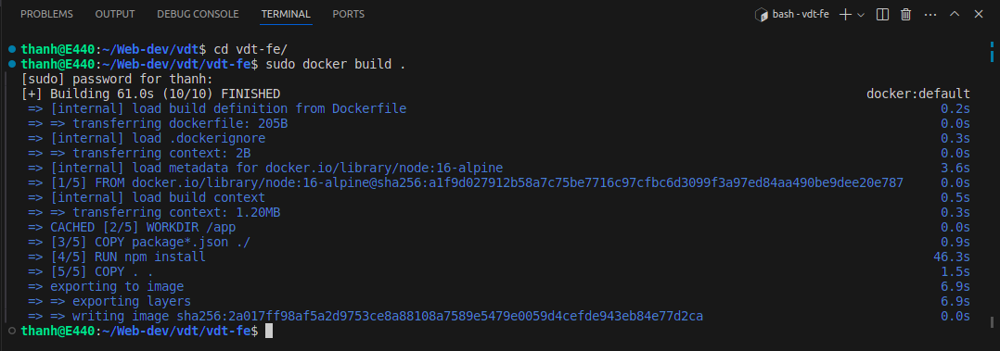 PROBLEMS OUTPUT DEBUG CONSOLE TERMINAL PORTS bash - vdt-fe
thanh@E440:~/Web-dev/vdt$ cd vdt-fe/
thanh@E440:~/Web-dev/vdt/vdt-fe$ sudo docker build .
[sudo] password for thanh:
[+] Building 61.0s (10/10) FINISHED docker:default
=> [internal] load build definition from Dockerfile 0.2s
=> => transferring dockerfile: 205B 0.0s
=> [internal] load .dockerignore 0.3s
=> => transferring context: 2B 0.0s
=> [internal] load metadata for docker.io/library/node:16-alpine 3.6s
=> [1/5] FROM docker.io/library/node:16-alpine@sha256:a1f9d027912b58a7c75be7716c97cfbc6d3099f3a97ed84aa490be9dee20e787 0.0s
=> [internal] load build context 0.5s
=> => transferring context: 1.20MB 0.3s
=> CACHED [2/5] WORKDIR /app 0.0s
=> [3/5] COPY package*.json ./ 0.9s
=> [4/5] RUN npm install 46.3s
=> [5/5] COPY . . 1.5s
=> exporting to image 6.9s
=> => exporting layers 6.9s
=> => writing image sha256:2a017ff98af5a2d9753ce8a88108a7589e5479e0059d4cefde943eb84e77d2ca 0.0s
thanh@E440:~/Web-dev/vdt/vdt-fe$